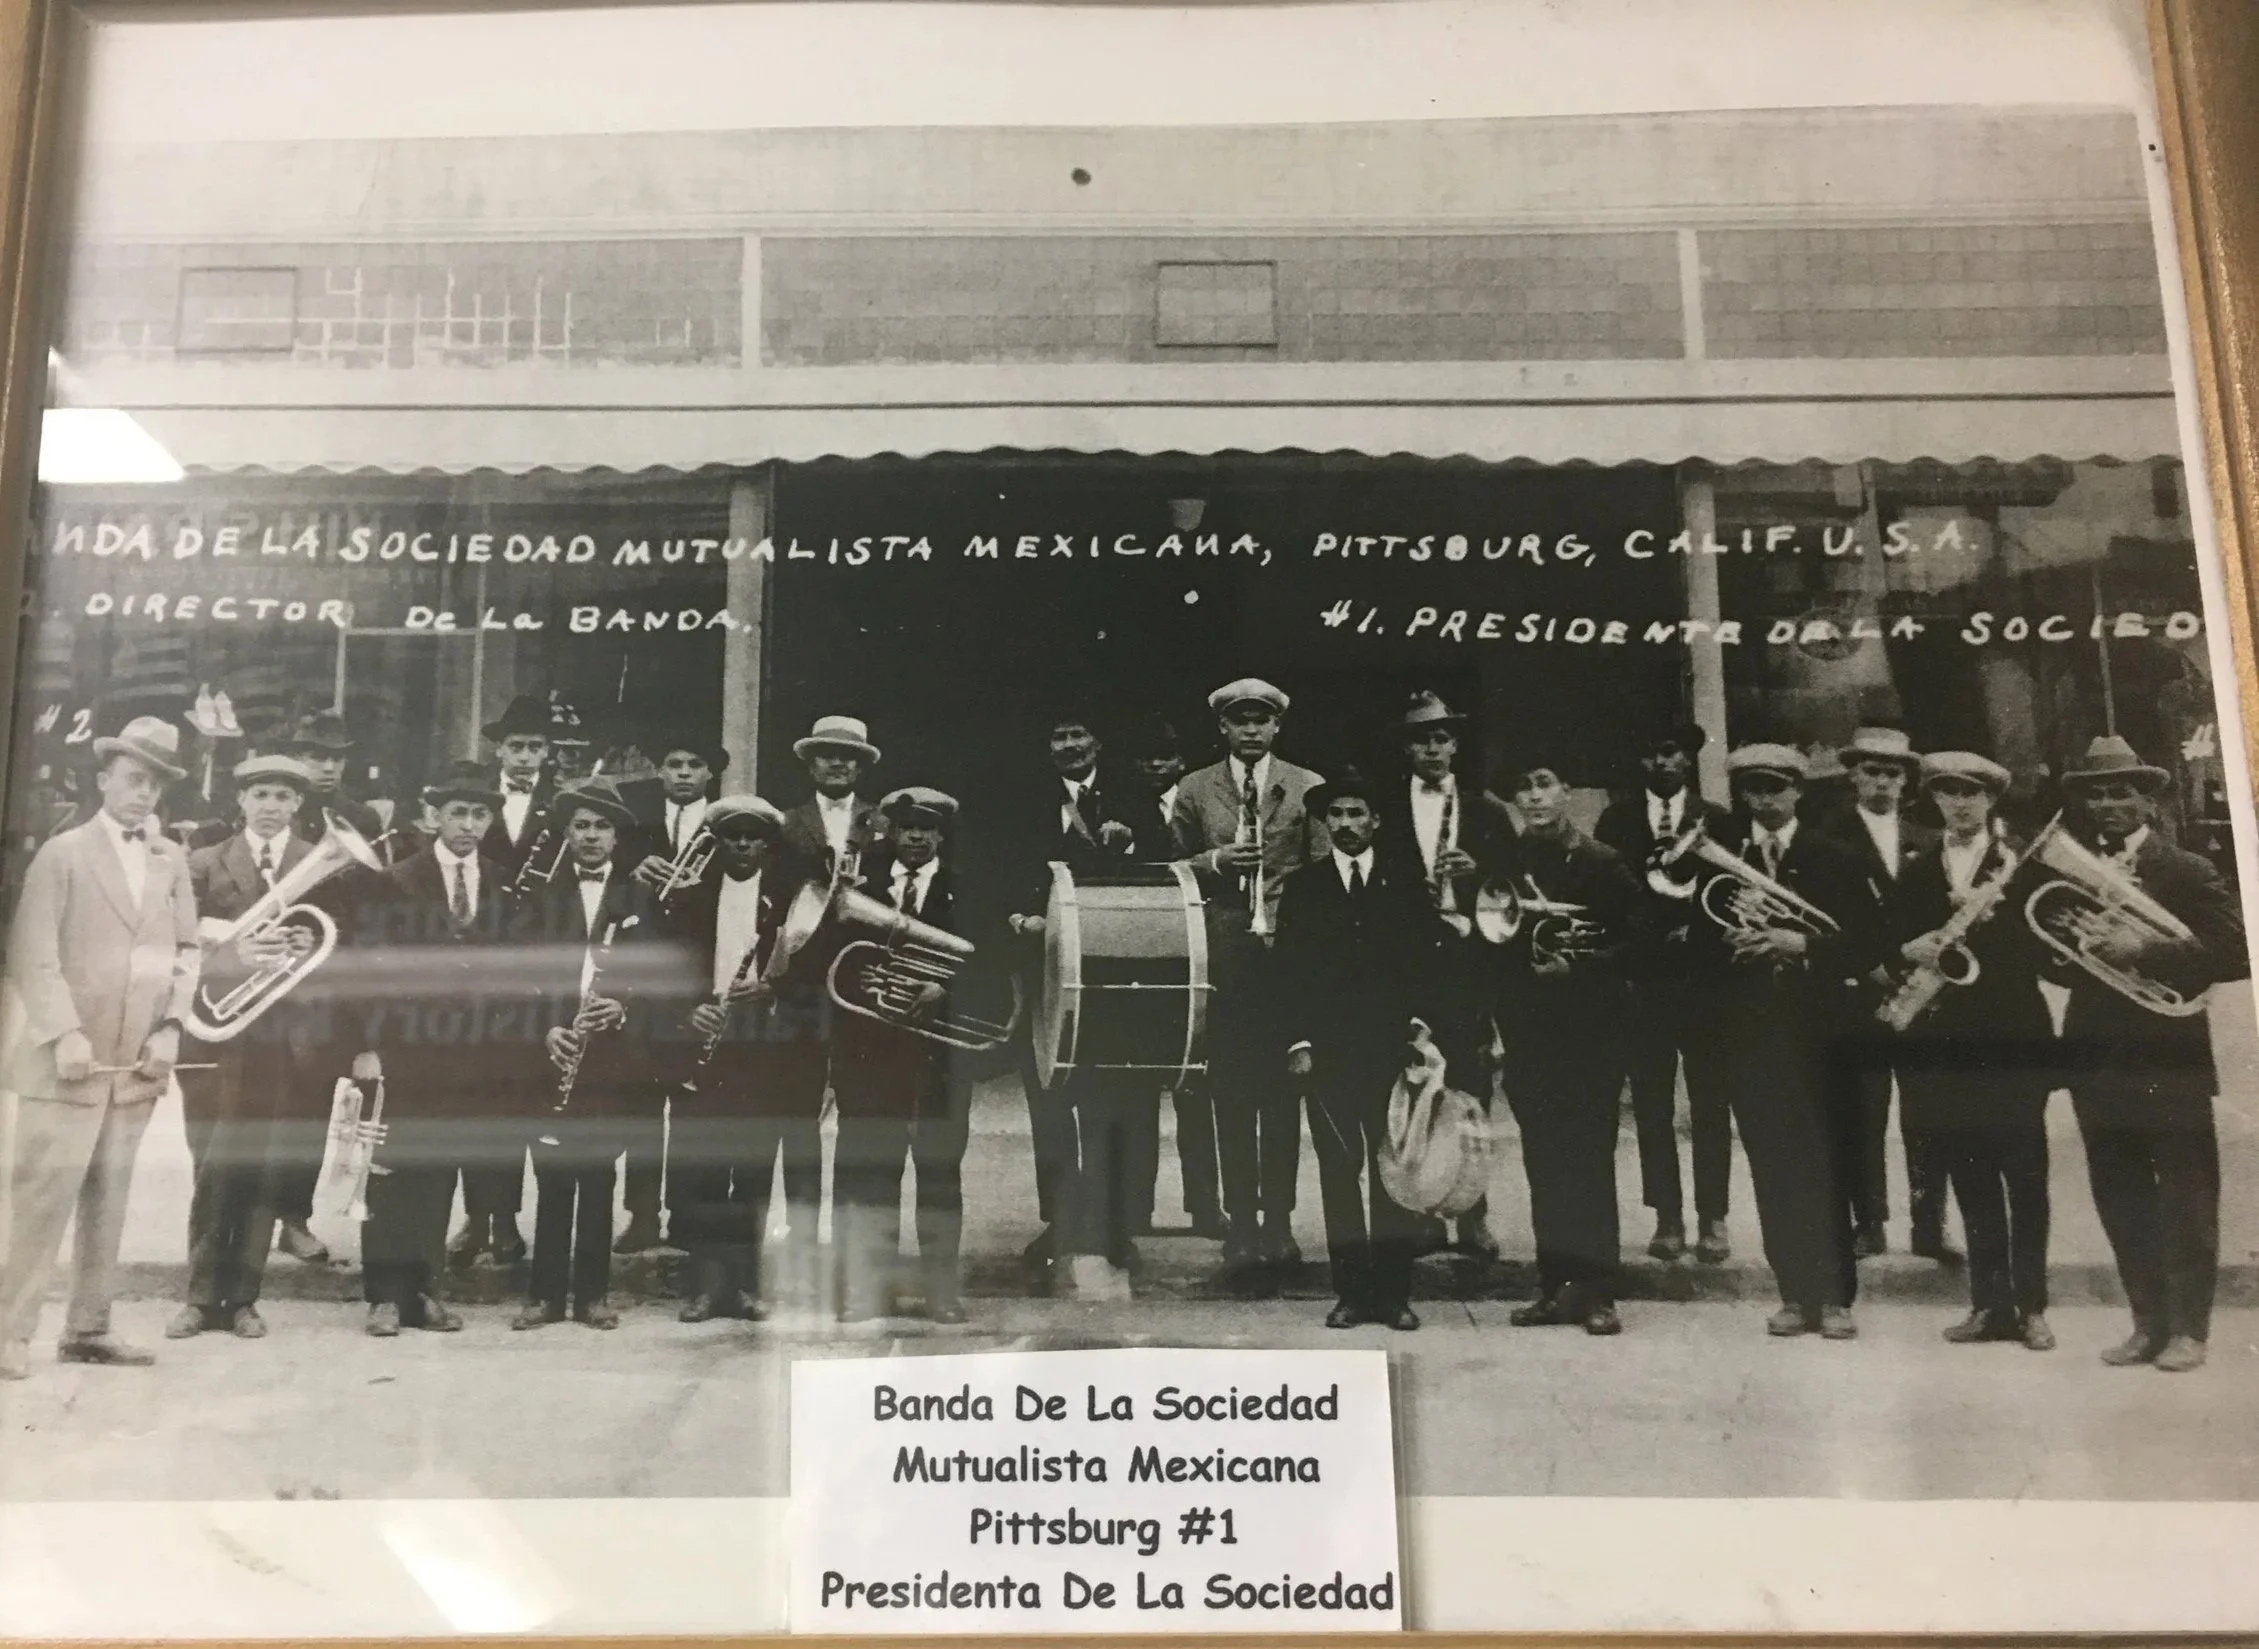 NDA DE LA SOCIEDAD MUTUALISTA MEXICANA, PITTSBURG, CALIF. U. S. A.
DIRECTOR De La BANDA. #1. PRESIDENTE DE LA SOCIED
#2 #
Banda De La Sociedad
Mutualista Mexicana
Pittsburg #1
Presidenta De La Sociedad